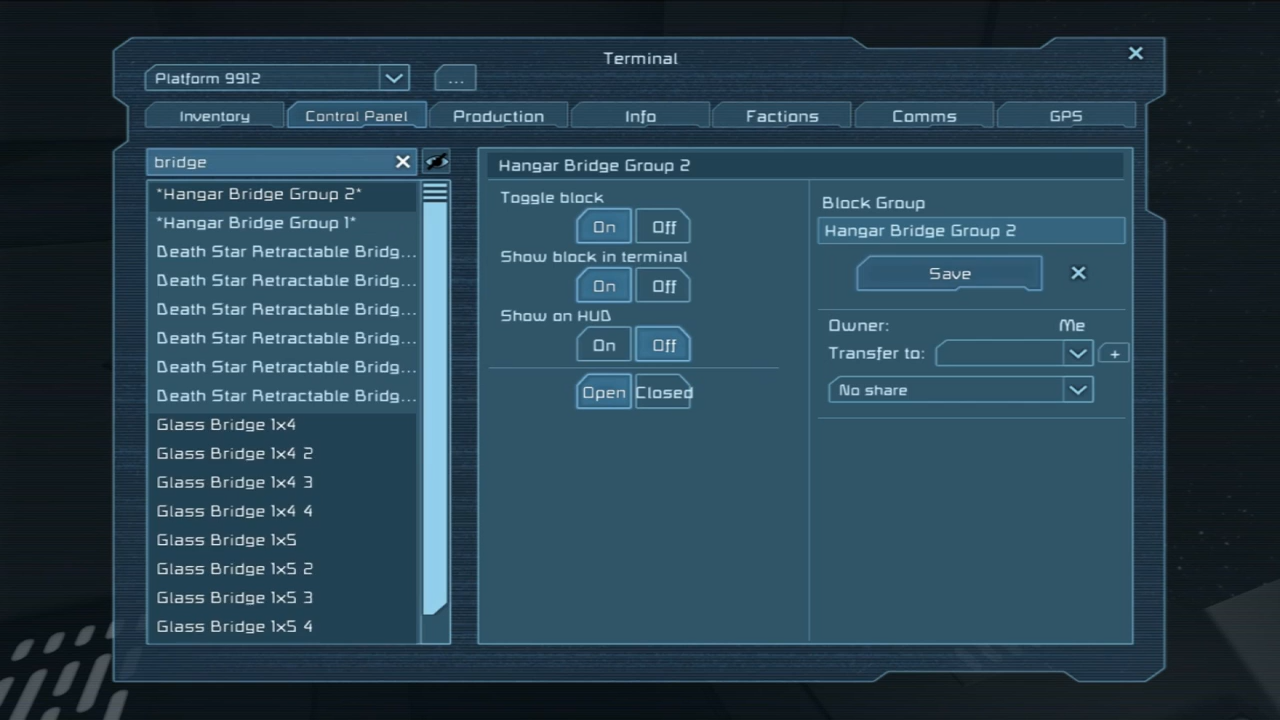 Terminal
Platform 9912
...
Inventory
Control Panel
Production
Info
Factions
Comms
GPS
bridge
*Hangar Bridge Group 2*
*Hangar Bridge Group 1*
Death Star Retractable Bridg...
Death Star Retractable Bridg...
Death Star Retractable Bridg...
Death Star Retractable Bridg...
Death Star Retractable Bridg...
Death Star Retractable Bridg...
Glass Bridge 1x4
Glass Bridge 1x4 2
Glass Bridge 1x4 3
Glass Bridge 1x4 4
Glass Bridge 1x5
Glass Bridge 1x5 2
Glass Bridge 1x5 3
Glass Bridge 1x5 4
Hangar Bridge Group 2
Toggle block
On Off
Show block in terminal
On Off
Show on HUD
On Off
Open Closed
Block Group
Hangar Bridge Group 2
Save
Owner: Me
Transfer to: +
No share